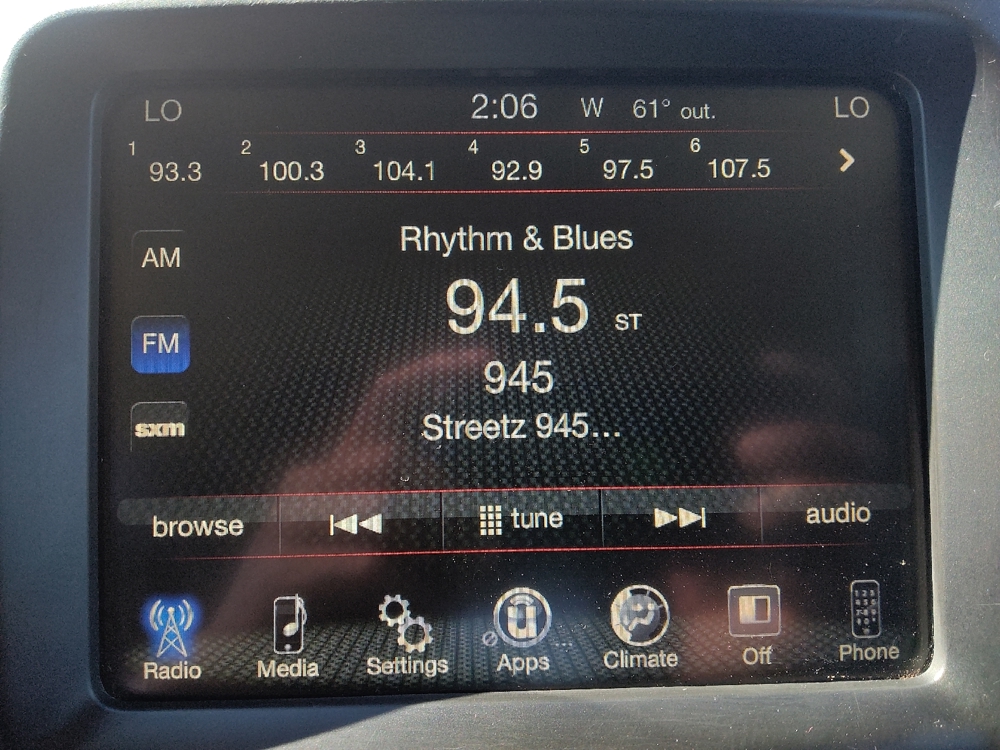 LO 2:06 W 61° out. LO
1 93.3 2 100.3 3 104.1 4 92.9 5 97.5 6 107.5
Rhythm & Blues
AM
94.5 ST
FM
945
sxm
Streetz 945...
browse tune audio
Radio Media Settings Apps Climate Off Phone